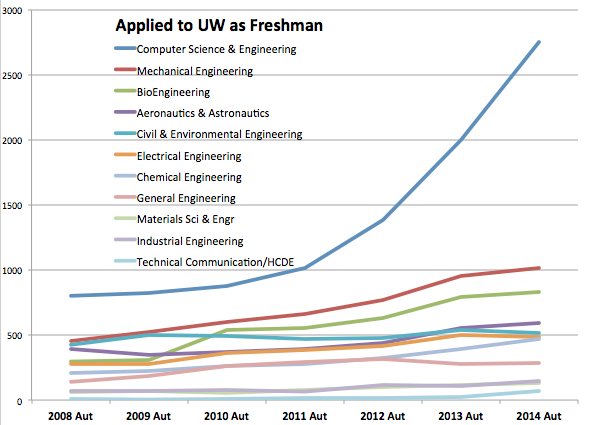 3000
Applied to UW as Freshman
Computer Science & Engineering
Mechanical Engineering
2500
BioEngineering
Aeronautics & Astronautics
Civil & Environmental Engineering
2000
Electrical Engineering
Chemical Engineering
General Engineering
1500
Materials Sci & Engr
Industrial Engineering
Technical Communication/HCDE
1000
500
0
2008 Aut 2009 Aut 2010 Aut 2011 Aut 2012 Aut 2013 Aut 2014 Aut